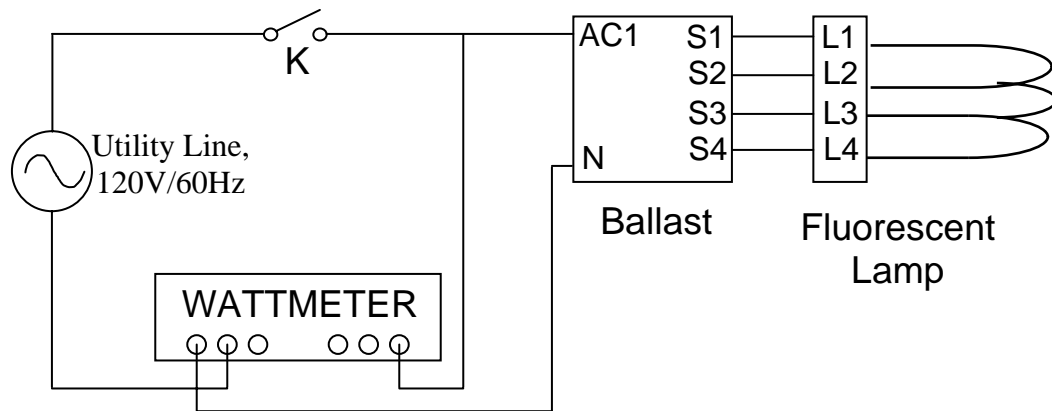 K
Utility Line,
120V/60Hz
WATTMETER
AC1
N
S1
S2
S3
S4
Ballast
L1
L2
L3
L4
Fluorescent
Lamp